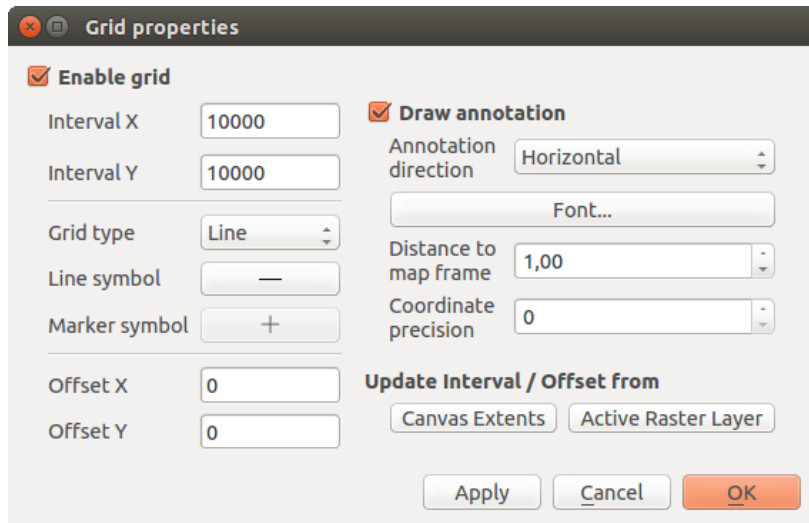 Grid properties
Enable grid
Interval X
10000
Interval Y
10000
Grid type
Line
Line symbol
Marker symbol
Offset X
0
Offset Y
0
Draw annotation
Annotation
direction
Horizontal
Font...
Distance to
map frame
1,00
Coordinate
precision
0
Update Interval / Offset from
Canvas Extents
Active Raster Layer
Apply
Cancel
OK